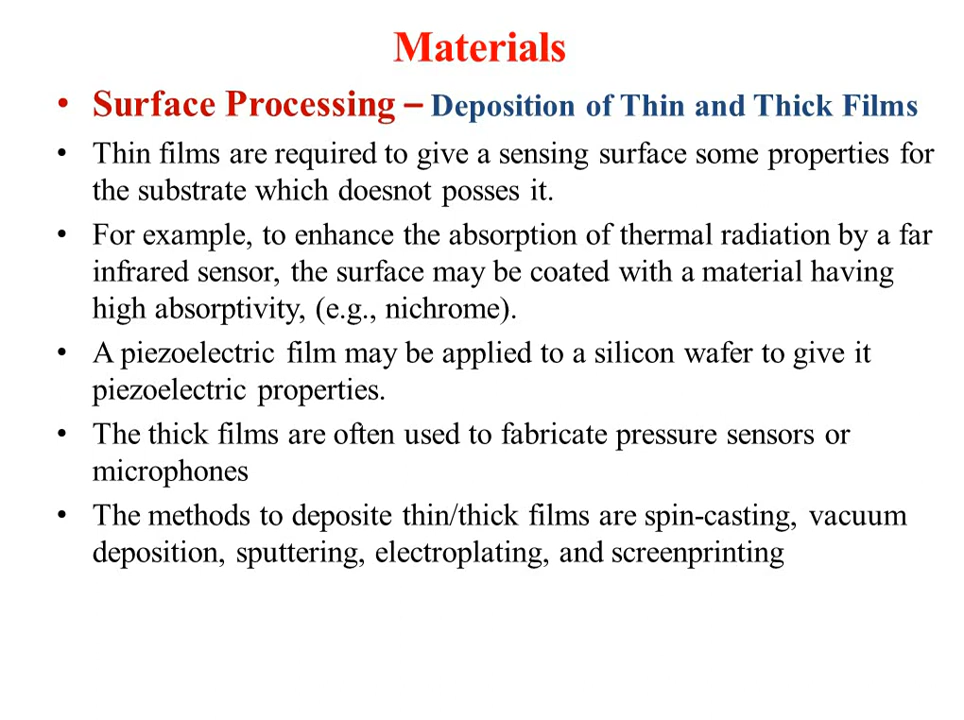 Materials
• Surface Processing – Deposition of Thin and Thick Films
• Thin films are required to give a sensing surface some properties for
the substrate which doesnot posses it.
• For example, to enhance the absorption of thermal radiation by a far
infrared sensor, the surface may be coated with a material having
high absorptivity, (e.g., nichrome).
• A piezoelectric film may be applied to a silicon wafer to give it
piezoelectric properties.
• The thick films are often used to fabricate pressure sensors or
microphones
• The methods to deposite thin/thick films are spin-casting, vacuum
deposition, sputtering, electroplating, and screenprinting